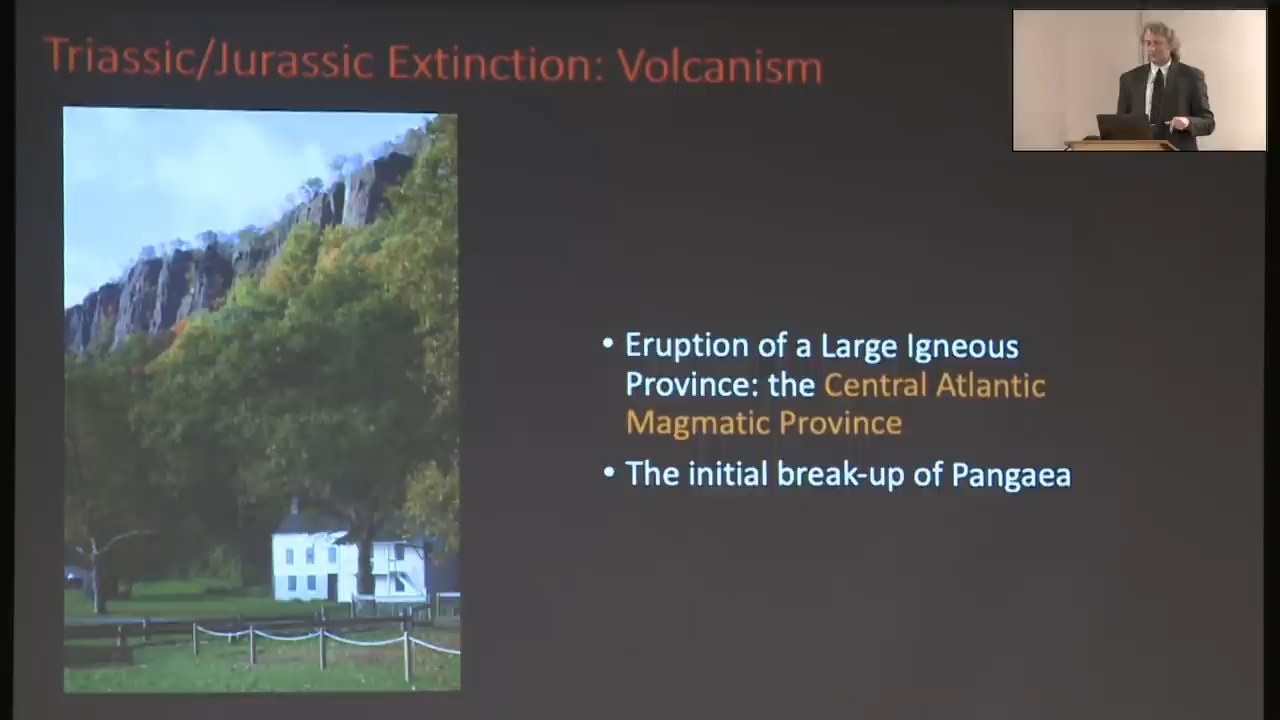 Triassic/Jurassic Extinction: Volcanism
• Eruption of a Large Igneous
Province: the Central Atlantic
Magmatic Province
• The initial break-up of Pangaea